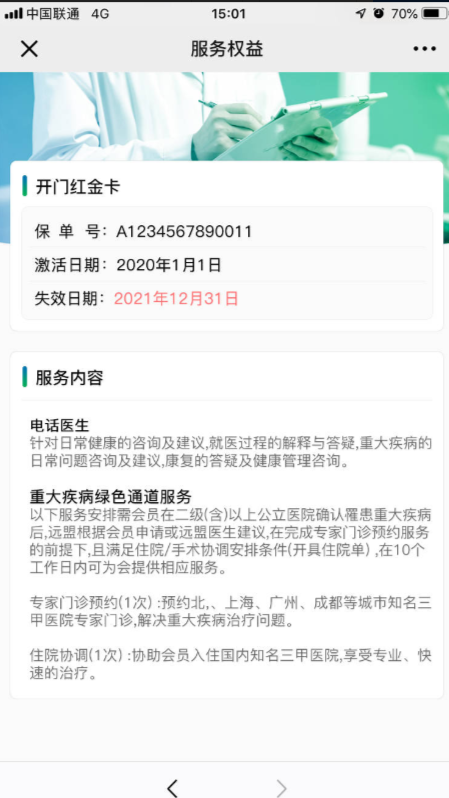 中国联通 4G 15:01 70%
服务权益
开门红金卡
保 单 号：A1234567890011
激活日期：2020年1月1日
失效日期：2021年12月31日
服务内容
电话医生
针对日常健康的咨询及建议,就医过程的解释与答疑,重大疾病的
日常问题咨询及建议,康复的答疑及健康管理咨询。
重大疾病绿色通道服务
以下服务安排需会员在二级(含)以上公立医院确认罹患重大疾病
后,远盟根据会员申请或远盟医生建议,在完成专家门诊预约服务
的前提下,且满足住院/手术协调安排条件(开具住院单) ,在10个
工作日内可为会提供相应服务。
专家门诊预约(1次) :预约北,、上海、广州、成都等城市知名三
甲医院专家门诊,解决重大疾病治疗问题。
住院协调(1次) :协助会员入住国内知名三甲医院,享受专业、快
速的治疗。